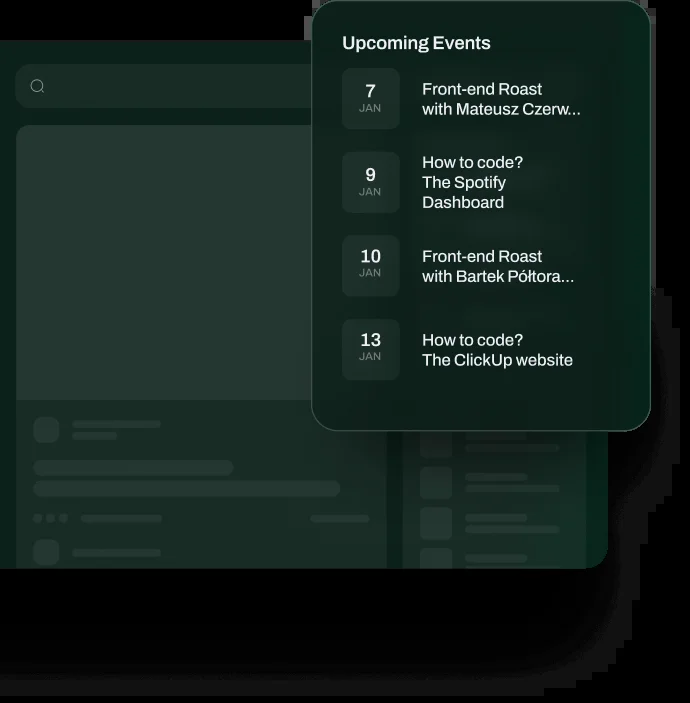 Upcoming Events
7
JAN
Front-end Roast
with Mateusz Czerw...
9
JAN
How to code?
The Spotify
Dashboard
10
JAN
Front-end Roast
with Bartek Półtora...
13
JAN
How to code?
The ClickUp website